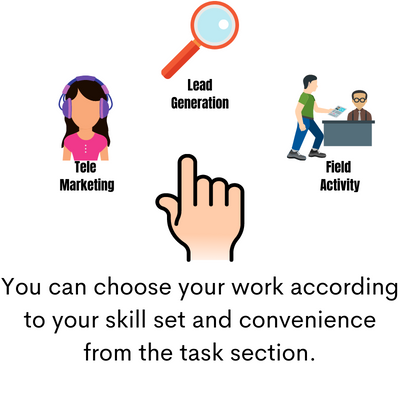 Lead
Generation
Tele
Marketing
Field
Activity
You can choose your work according
to your skill set and convenience
from the task section.